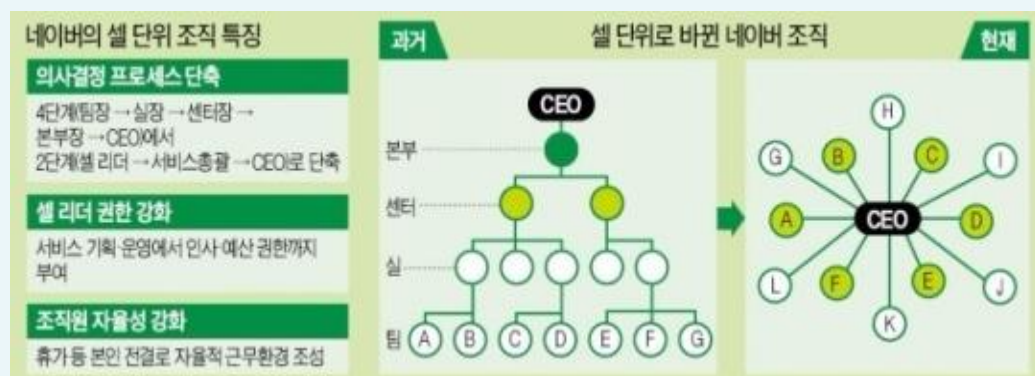 네이버의 셀 단위 조직 특징
의사결정 프로세스 단축
4단계(팀장 → 실장 → 센터장 →
본부장 → CEO)에서
2단계(셀 리더 → 서비스총괄 → CEO)로 단축
셀 리더 권한 강화
서비스 기획·운영에서 인사·예산 권한까지
부여
조직원 자율성 강화
휴가 등 본인 전결로 자율적 근무환경 조성
과거
셀 단위로 바뀐 네이버 조직
현재
CEO
본부
센터
실
팀 A B C D E F G
H
G B C I
A CEO D
L F E J
K